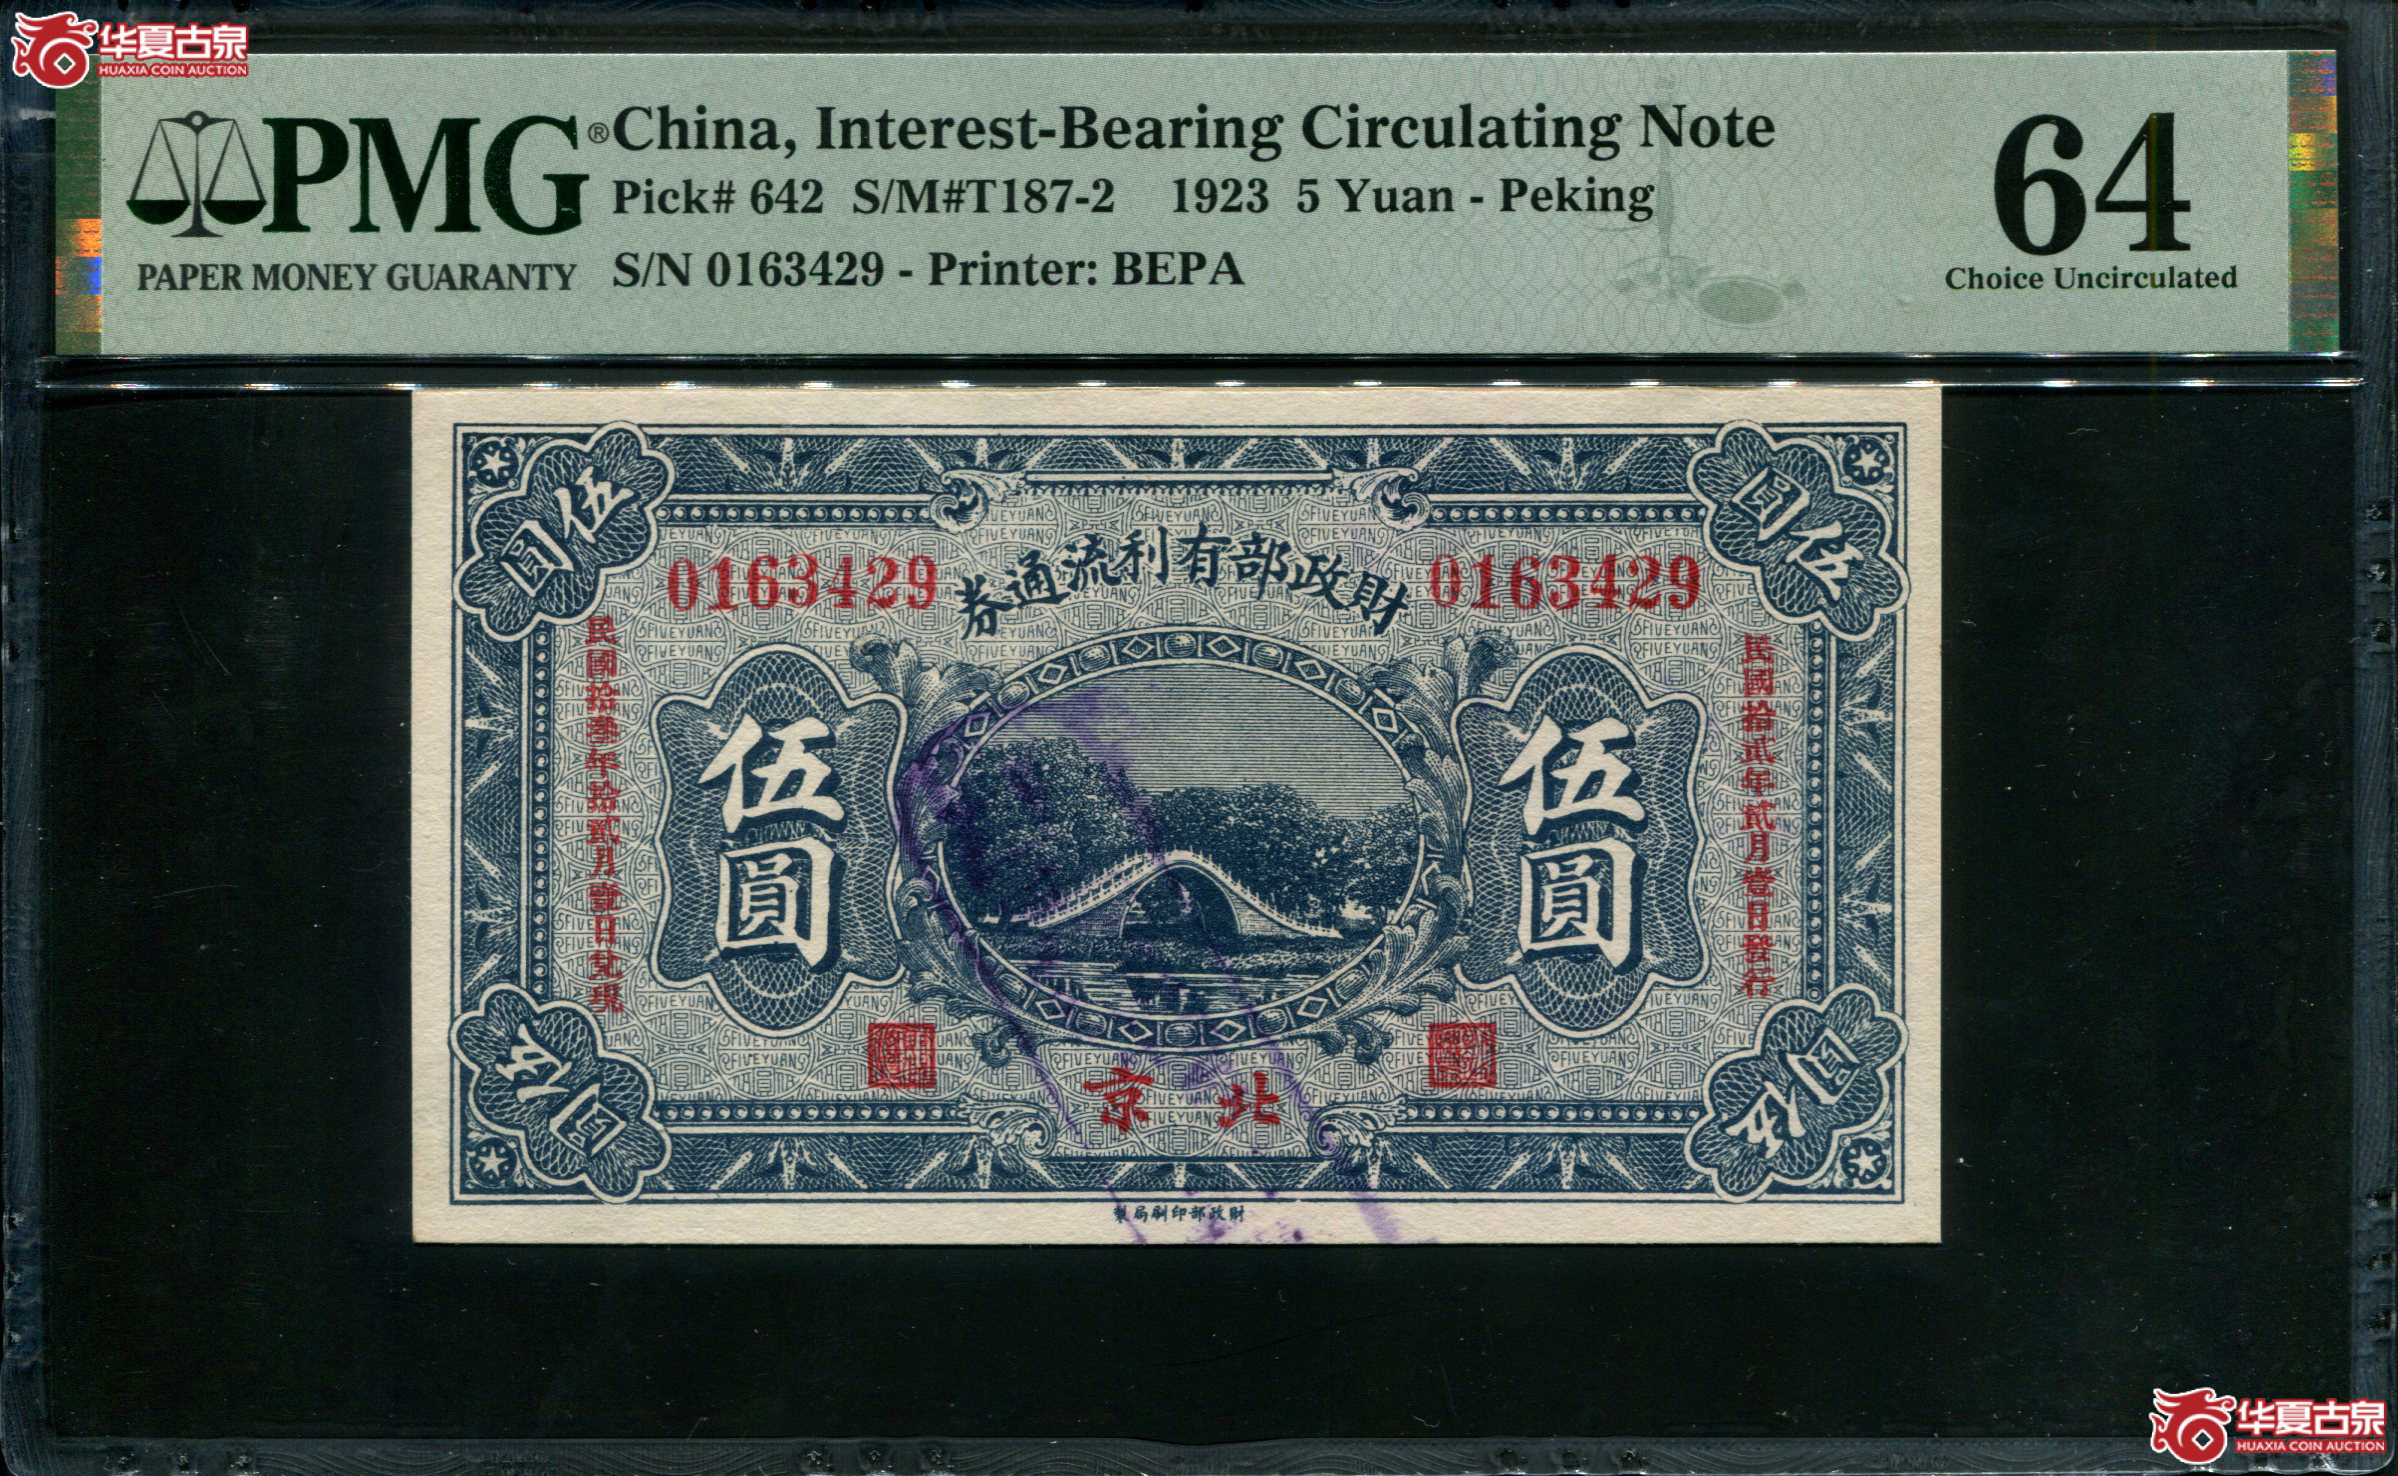 华夏古泉
HUAXIA COIN AUCTION
PMG®
PAPER MONEY GUARANTY
China, Interest-Bearing Circulating Note
Pick# 642 S/M#T187-2 1923 5 Yuan - Peking
S/N 0163429 - Printer: BEPA
64
Choice Uncirculated
伍圓
伍圓
財政部有利流通券
0163429
0163429
民國拾貳年貳月壹日發行
民國拾叁年拾貳月壹日兌現
伍圓
伍圓
北京
伍圓
伍圓
財政部印刷局製
华夏古泉
HUAXIA COIN AUCTION